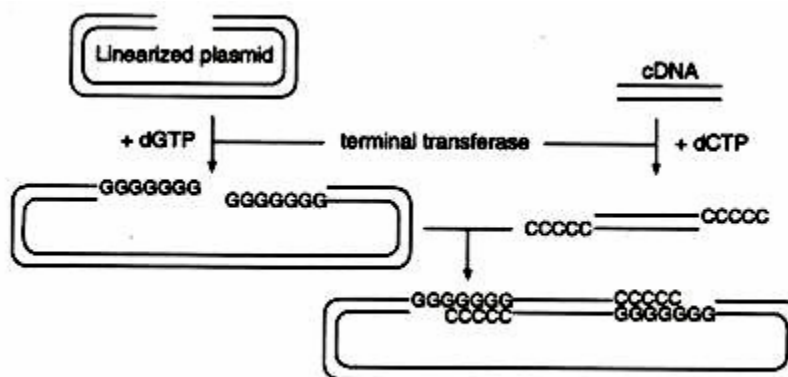 Linearized plasmid
cDNA
+ dGTP
terminal transferase
+ dCTP
GGGGGGG
GGGGGGG
CCCCC
CCCCC
GGGGGGG
CCCCC
CCCCC
GGGGGGG